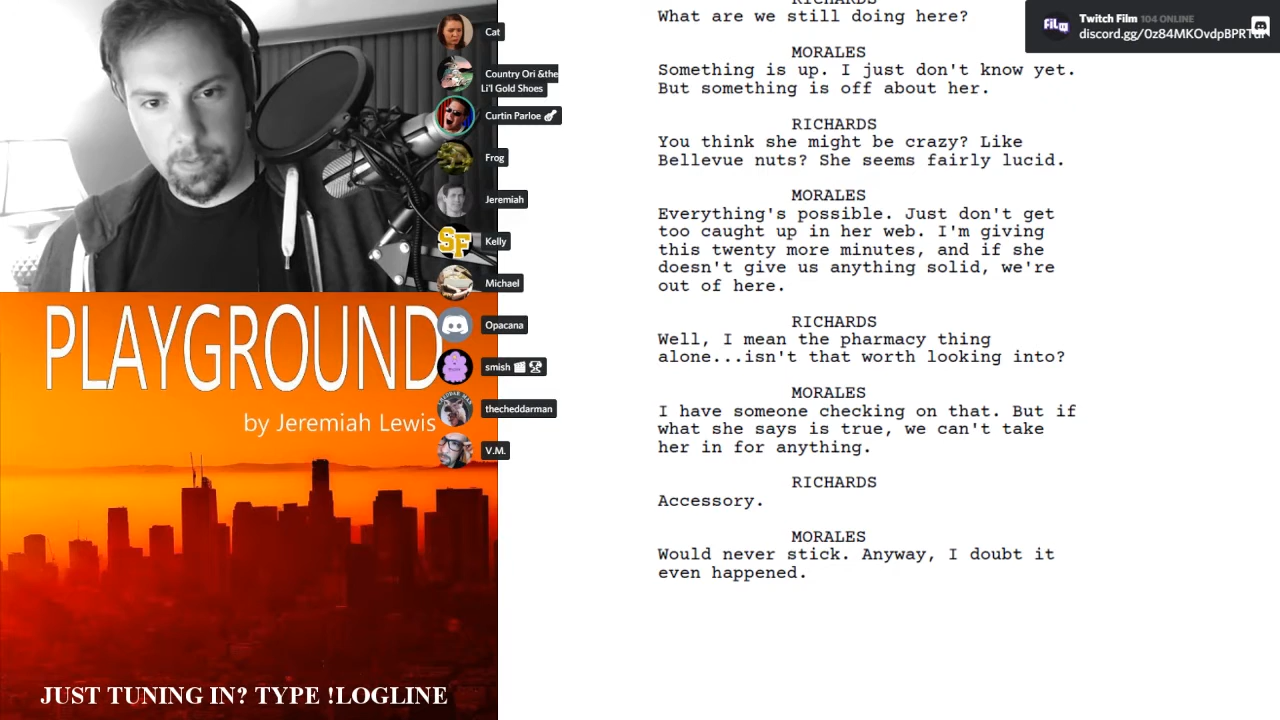 Cat
Country Ori &the
Li'l Gold Shoes
Curtin Parloe
Frog
Jeremiah
Kelly
SF
Michael
Opacana
smish
thecheddarman
V.M.
PLAYGROUND
by Jeremiah Lewis
JUST TUNING IN? TYPE !LOGLINE
RICHARDS
What are we still doing here?
MORALES
Something is up. I just don't know yet.
But something is off about her.
RICHARDS
You think she might be crazy? Like
Bellevue nuts? She seems fairly lucid.
MORALES
Everything's possible. Just don't get
too caught up in her web. I'm giving
this twenty more minutes, and if she
doesn't give us anything solid, we're
out of here.
RICHARDS
Well, I mean the pharmacy thing
alone...isn't that worth looking into?
MORALES
I have someone checking on that. But if
what she says is true, we can't take
her in for anything.
RICHARDS
Accessory.
MORALES
Would never stick. Anyway, I doubt it
even happened.
Twitch Film 104 ONLINE